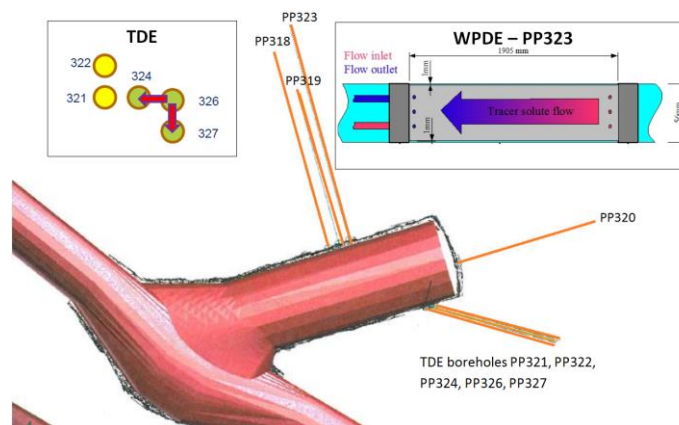 TDE
322
324
321
326
327
PP323
PP318
PP319
WPDE – PP323
1905 mm
Flow inlet
Flow outlet
1mm
Tracer solute flow
1mm
PP320
TDE boreholes PP321, PP322,
PP324, PP326, PP327